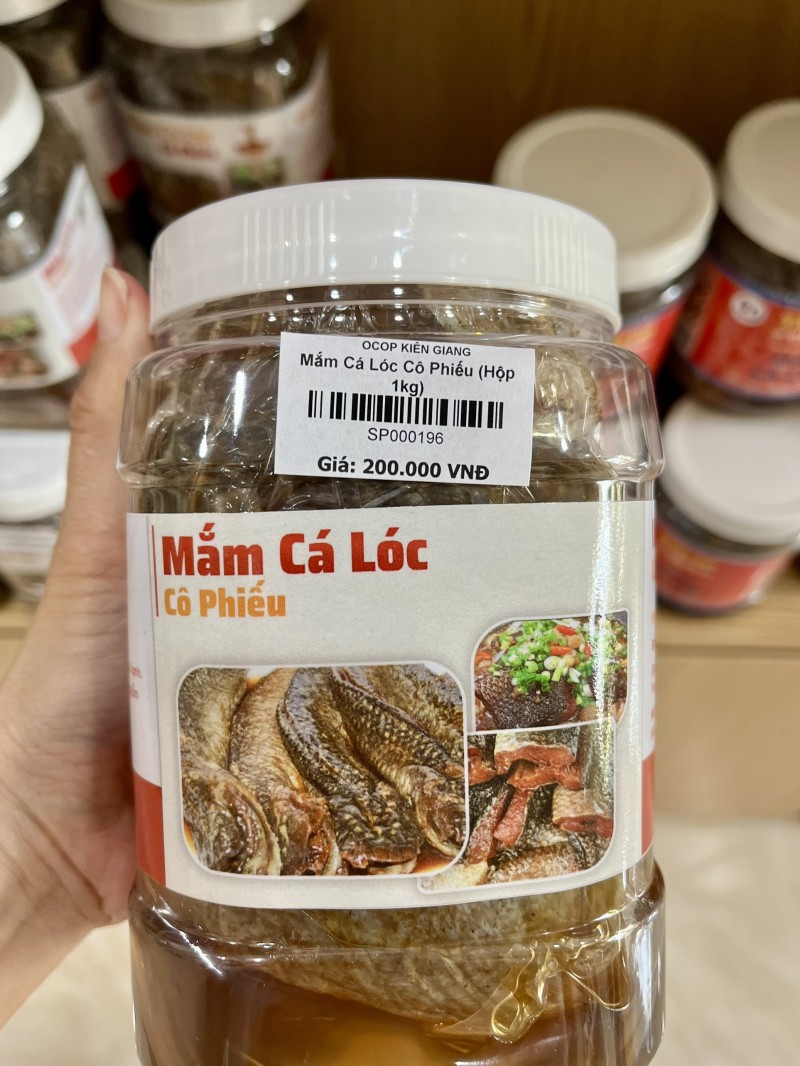 OCOP KIÊN GIANG
Mắm Cá Lóc Cô Phiếu (Hộp
1kg)
SP000196
Giá: 200.000 VNĐ
Mắm Cá Lóc
Cô Phiếu